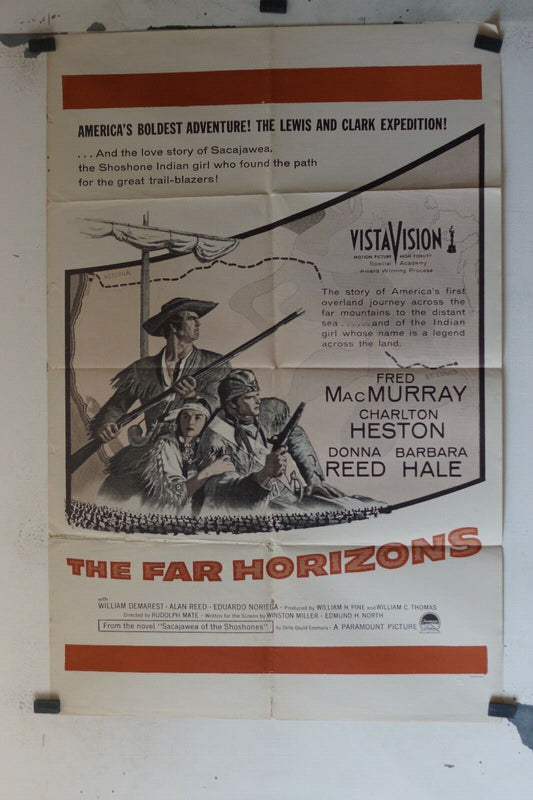 AMERICA'S BOLDEST ADVENTURE! THE LEWIS AND CLARK EXPEDITION!
. . . And the love story of Sacajawea,
the Shoshone Indian girl who found the path
for the great trail-blazers!
VISTAVISION
MOTION PICTURE HIGH FIDELITY
Special Academy
Award Winning Process
ASTORIA
The story of America's first
overland journey across the
far mountains to the distant
sea ......and of the Indian
girl whose name is a legend
across the land.
ST. LOUIS
FRED
MACMURRAY
CHARLTON
HESTON
DONNA BARBARA
REED HALE
THE FAR HORIZONS
with
WILLIAM DEMAREST · ALAN REED · EDUARDO NORIEGA · Produced by WILLIAM H. PINE and WILLIAM C. THOMAS
Directed by RUDOLPH MATE · Written for the Screen by WINSTON MILLER · EDMUND H. NORTH
From the novel "Sacajawea of the Shoshones" by Della Gould Emmons · A PARAMOUNT PICTURE